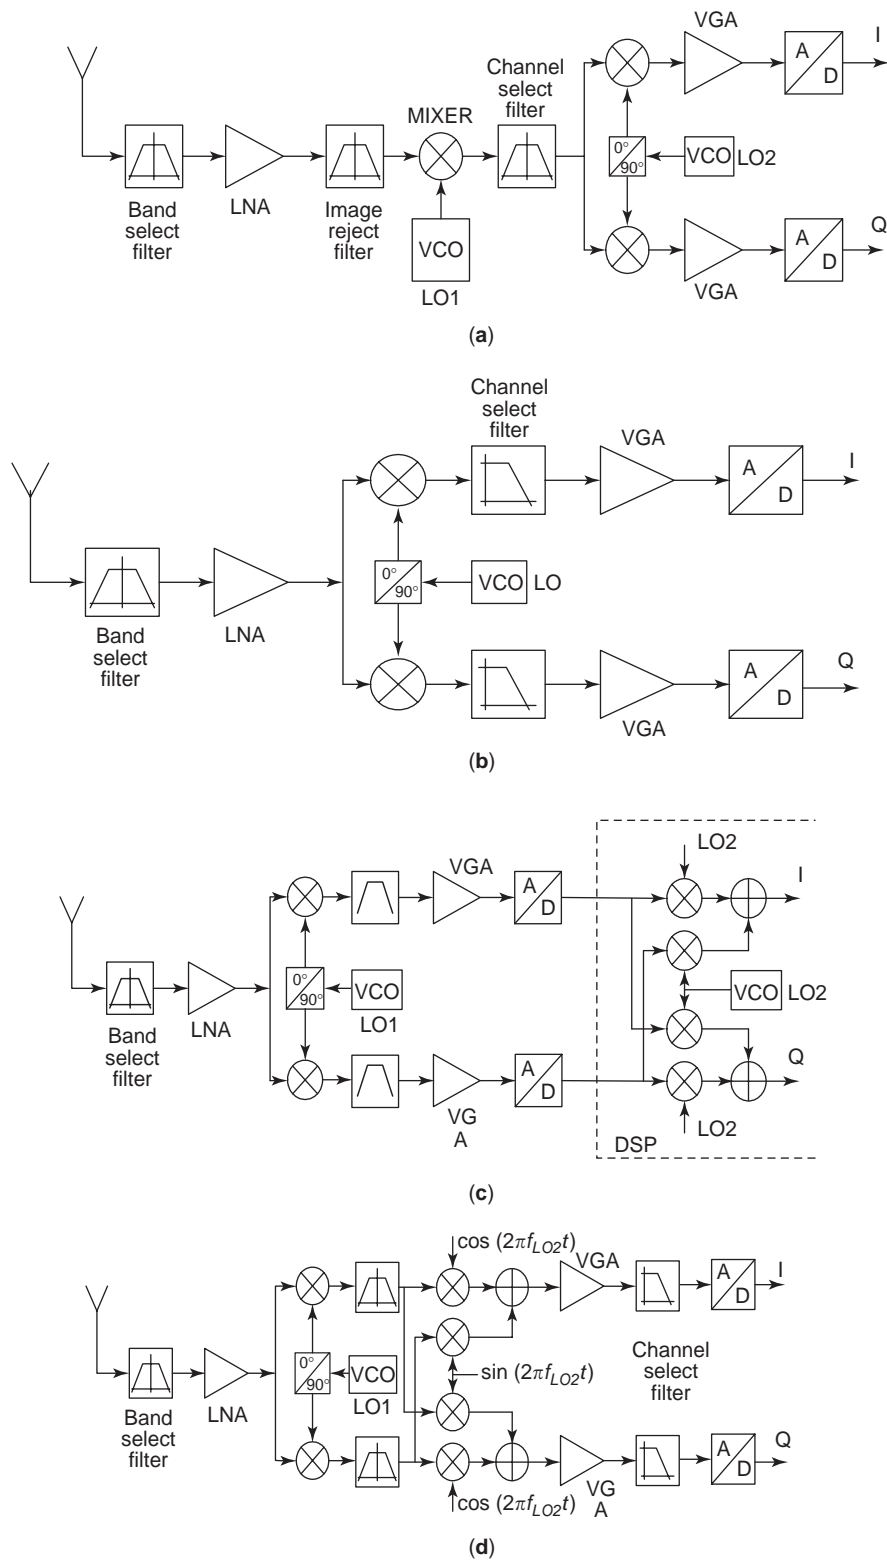 VGA
I
Channel
select
filter
A
D
MIXER
0°
90°
VCO
LO2
Band
select
filter
LNA
Image
reject
filter
VCO
LO1
A
D
Q
VGA
(a)
Channel
select
filter
VGA
I
A
D
0°
90°
VCO
LO
Band
select
filter
LNA
Q
A
D
VGA
(b)
LO2
I
VGA
A
D
0°
90°
VCO
LO1
VCO
LO2
LNA
Band
select
filter
Q
A
D
VG
A
LO2
DSP
(c)
cos (2πfLO2t)
VGA
I
A
D
0°
90°
VCO
LO1
sin (2πfLO2t)
Channel
select
filter
Band
select
filter
LNA
Q
A
D
VG
A
cos (2πfLO2t)
(d)